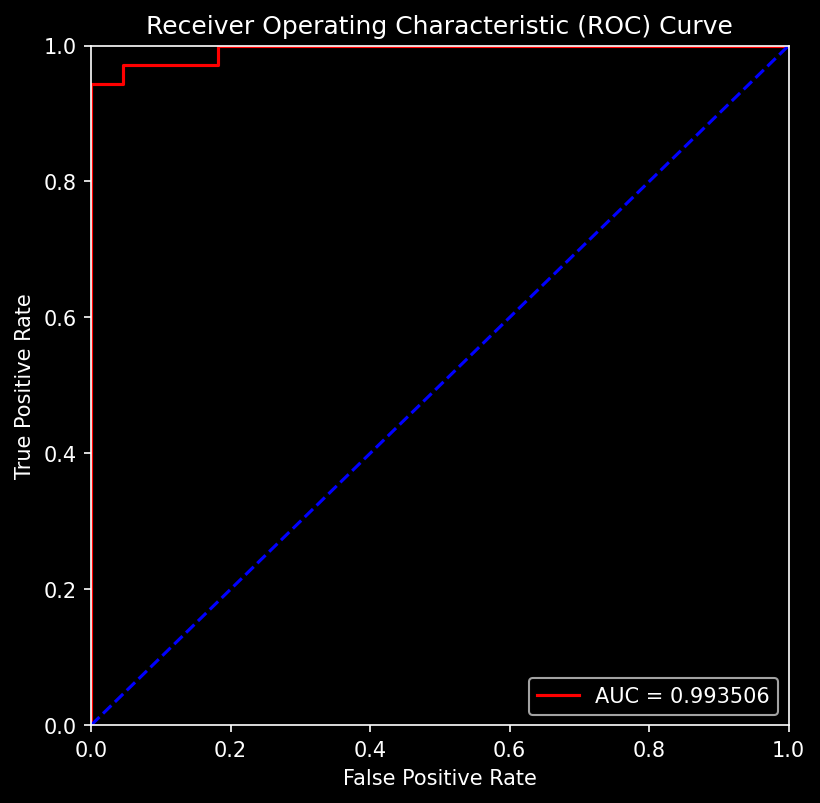 Receiver Operating Characteristic (ROC) Curve
1.0
0.8
0.6
0.4
0.2
0.0
True Positive Rate
AUC = 0.993506
0.0 0.2 0.4 0.6 0.8 1.0
False Positive Rate